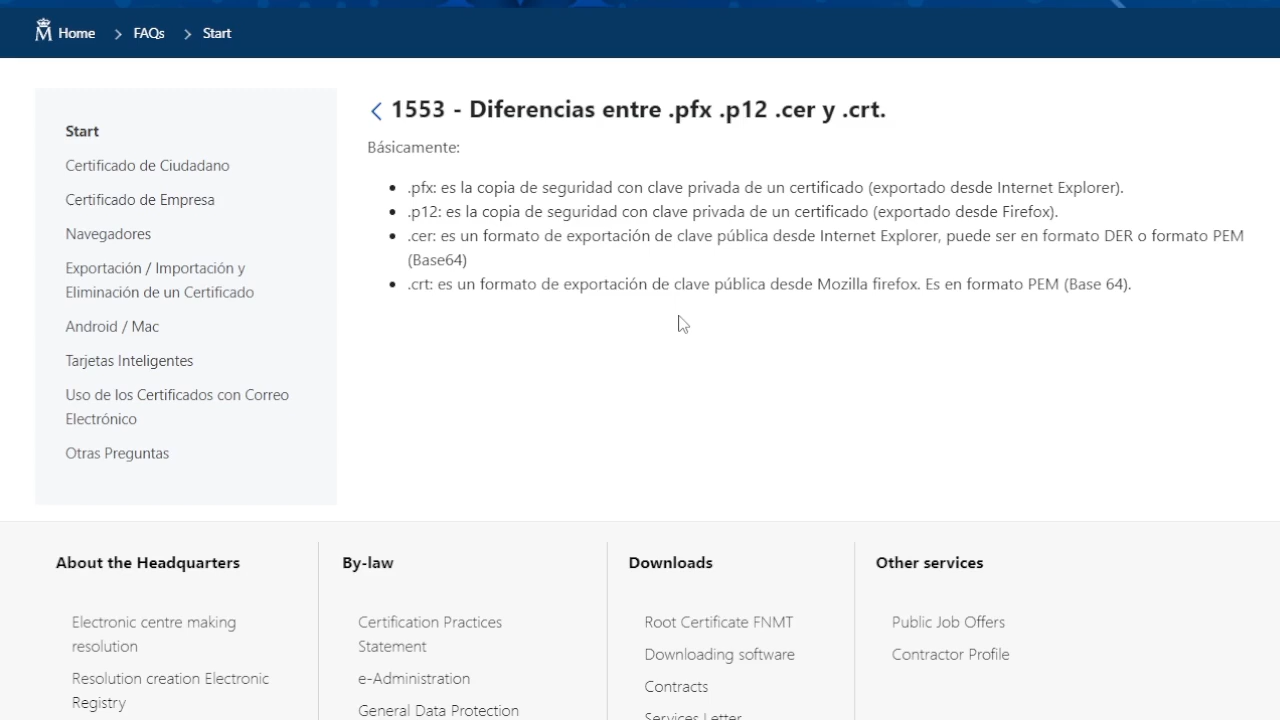 Home > FAQs > Start
Start
Certificado de Ciudadano
Certificado de Empresa
Navegadores
Exportación / Importación y
Eliminación de un Certificado
Android / Mac
Tarjetas Inteligentes
Uso de los Certificados con Correo
Electrónico
Otras Preguntas
1553 - Diferencias entre .pfx .p12 .cer y .crt.
Básicamente:
• .pfx: es la copia de seguridad con clave privada de un certificado (exportado desde Internet Explorer).
• .p12: es la copia de seguridad con clave privada de un certificado (exportado desde Firefox).
• .cer: es un formato de exportación de clave pública desde Internet Explorer, puede ser en formato DER o formato PEM
(Base64)
• .crt: es un formato de exportación de clave pública desde Mozilla firefox. Es en formato PEM (Base 64).
About the Headquarters
Electronic centre making
resolution
Resolution creation Electronic
Registry
By-law
Certification Practices
Statement
e-Administration
General Data Protection
Downloads
Root Certificate FNMT
Downloading software
Contracts
Services Letter
Other services
Public Job Offers
Contractor Profile